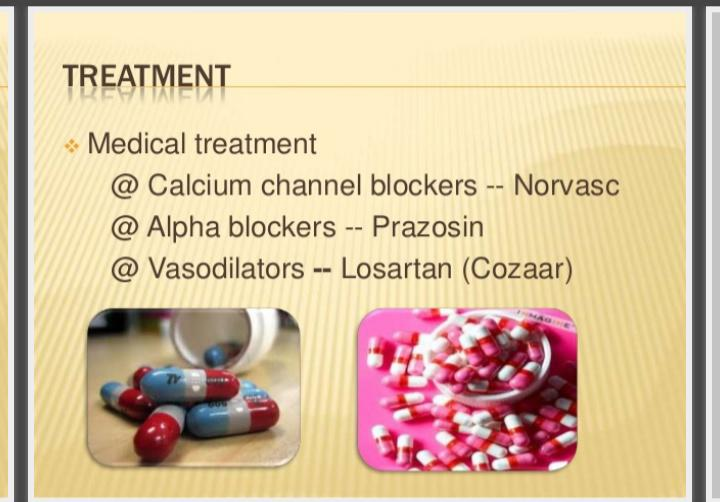 TREATMENT
❖ Medical treatment
@ Calcium channel blockers -- Norvasc
@ Alpha blockers -- Prazosin
@ Vasodilators -- Losartan (Cozaar)